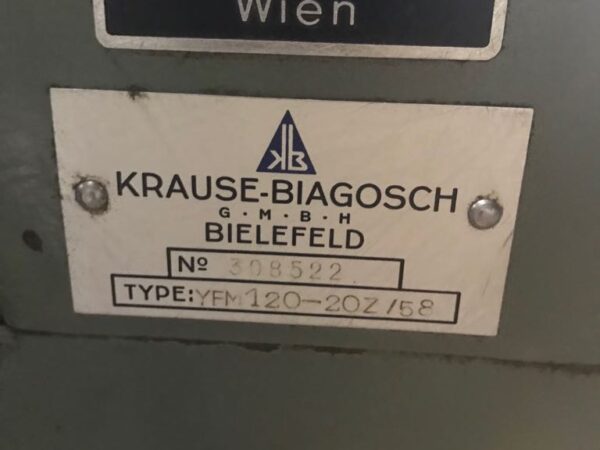 Wien
KB
KRAUSE-BIAGOSCH
G·M·B·H
BIELEFELD
Nº 308522
TYPE: YFM120-20Z/58